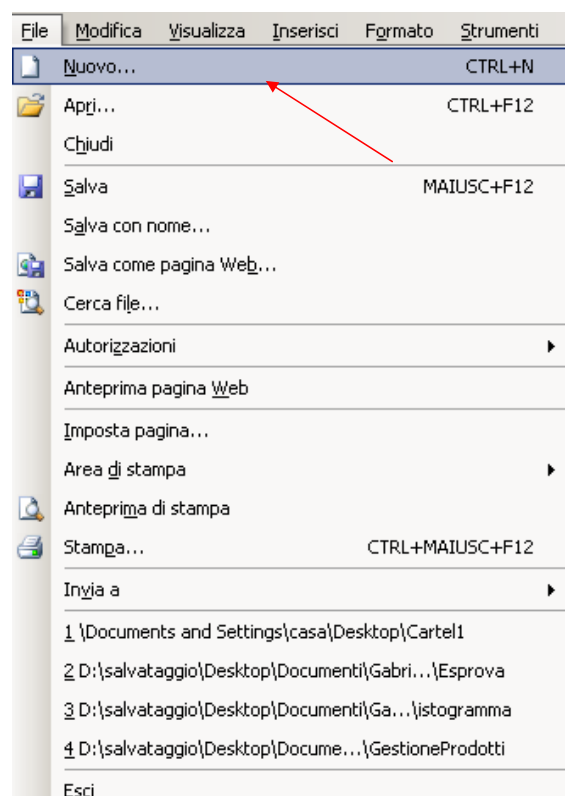 File Modifica Visualizza Inserisci Formato Strumenti
Nuovo... CTRL+N
Apri... CTRL+F12
Chiudi
Salva MAIUSC+F12
Salva con nome...
Salva come pagina Web...
Cerca file...
Autorizzazioni
Anteprima pagina Web
Imposta pagina...
Area di stampa
Anteprima di stampa
Stampa... CTRL+MAIUSC+F12
Invia a
1 \Documents and Settings\casa\Desktop\Cartel1
2 D:\salvataggio\Desktop\Documenti\Gabri...\Esprova
3 D:\salvataggio\Desktop\Documenti\Ga...\istogramma
4 D:\salvataggio\Desktop\Docume...\GestioneProdotti
Esci